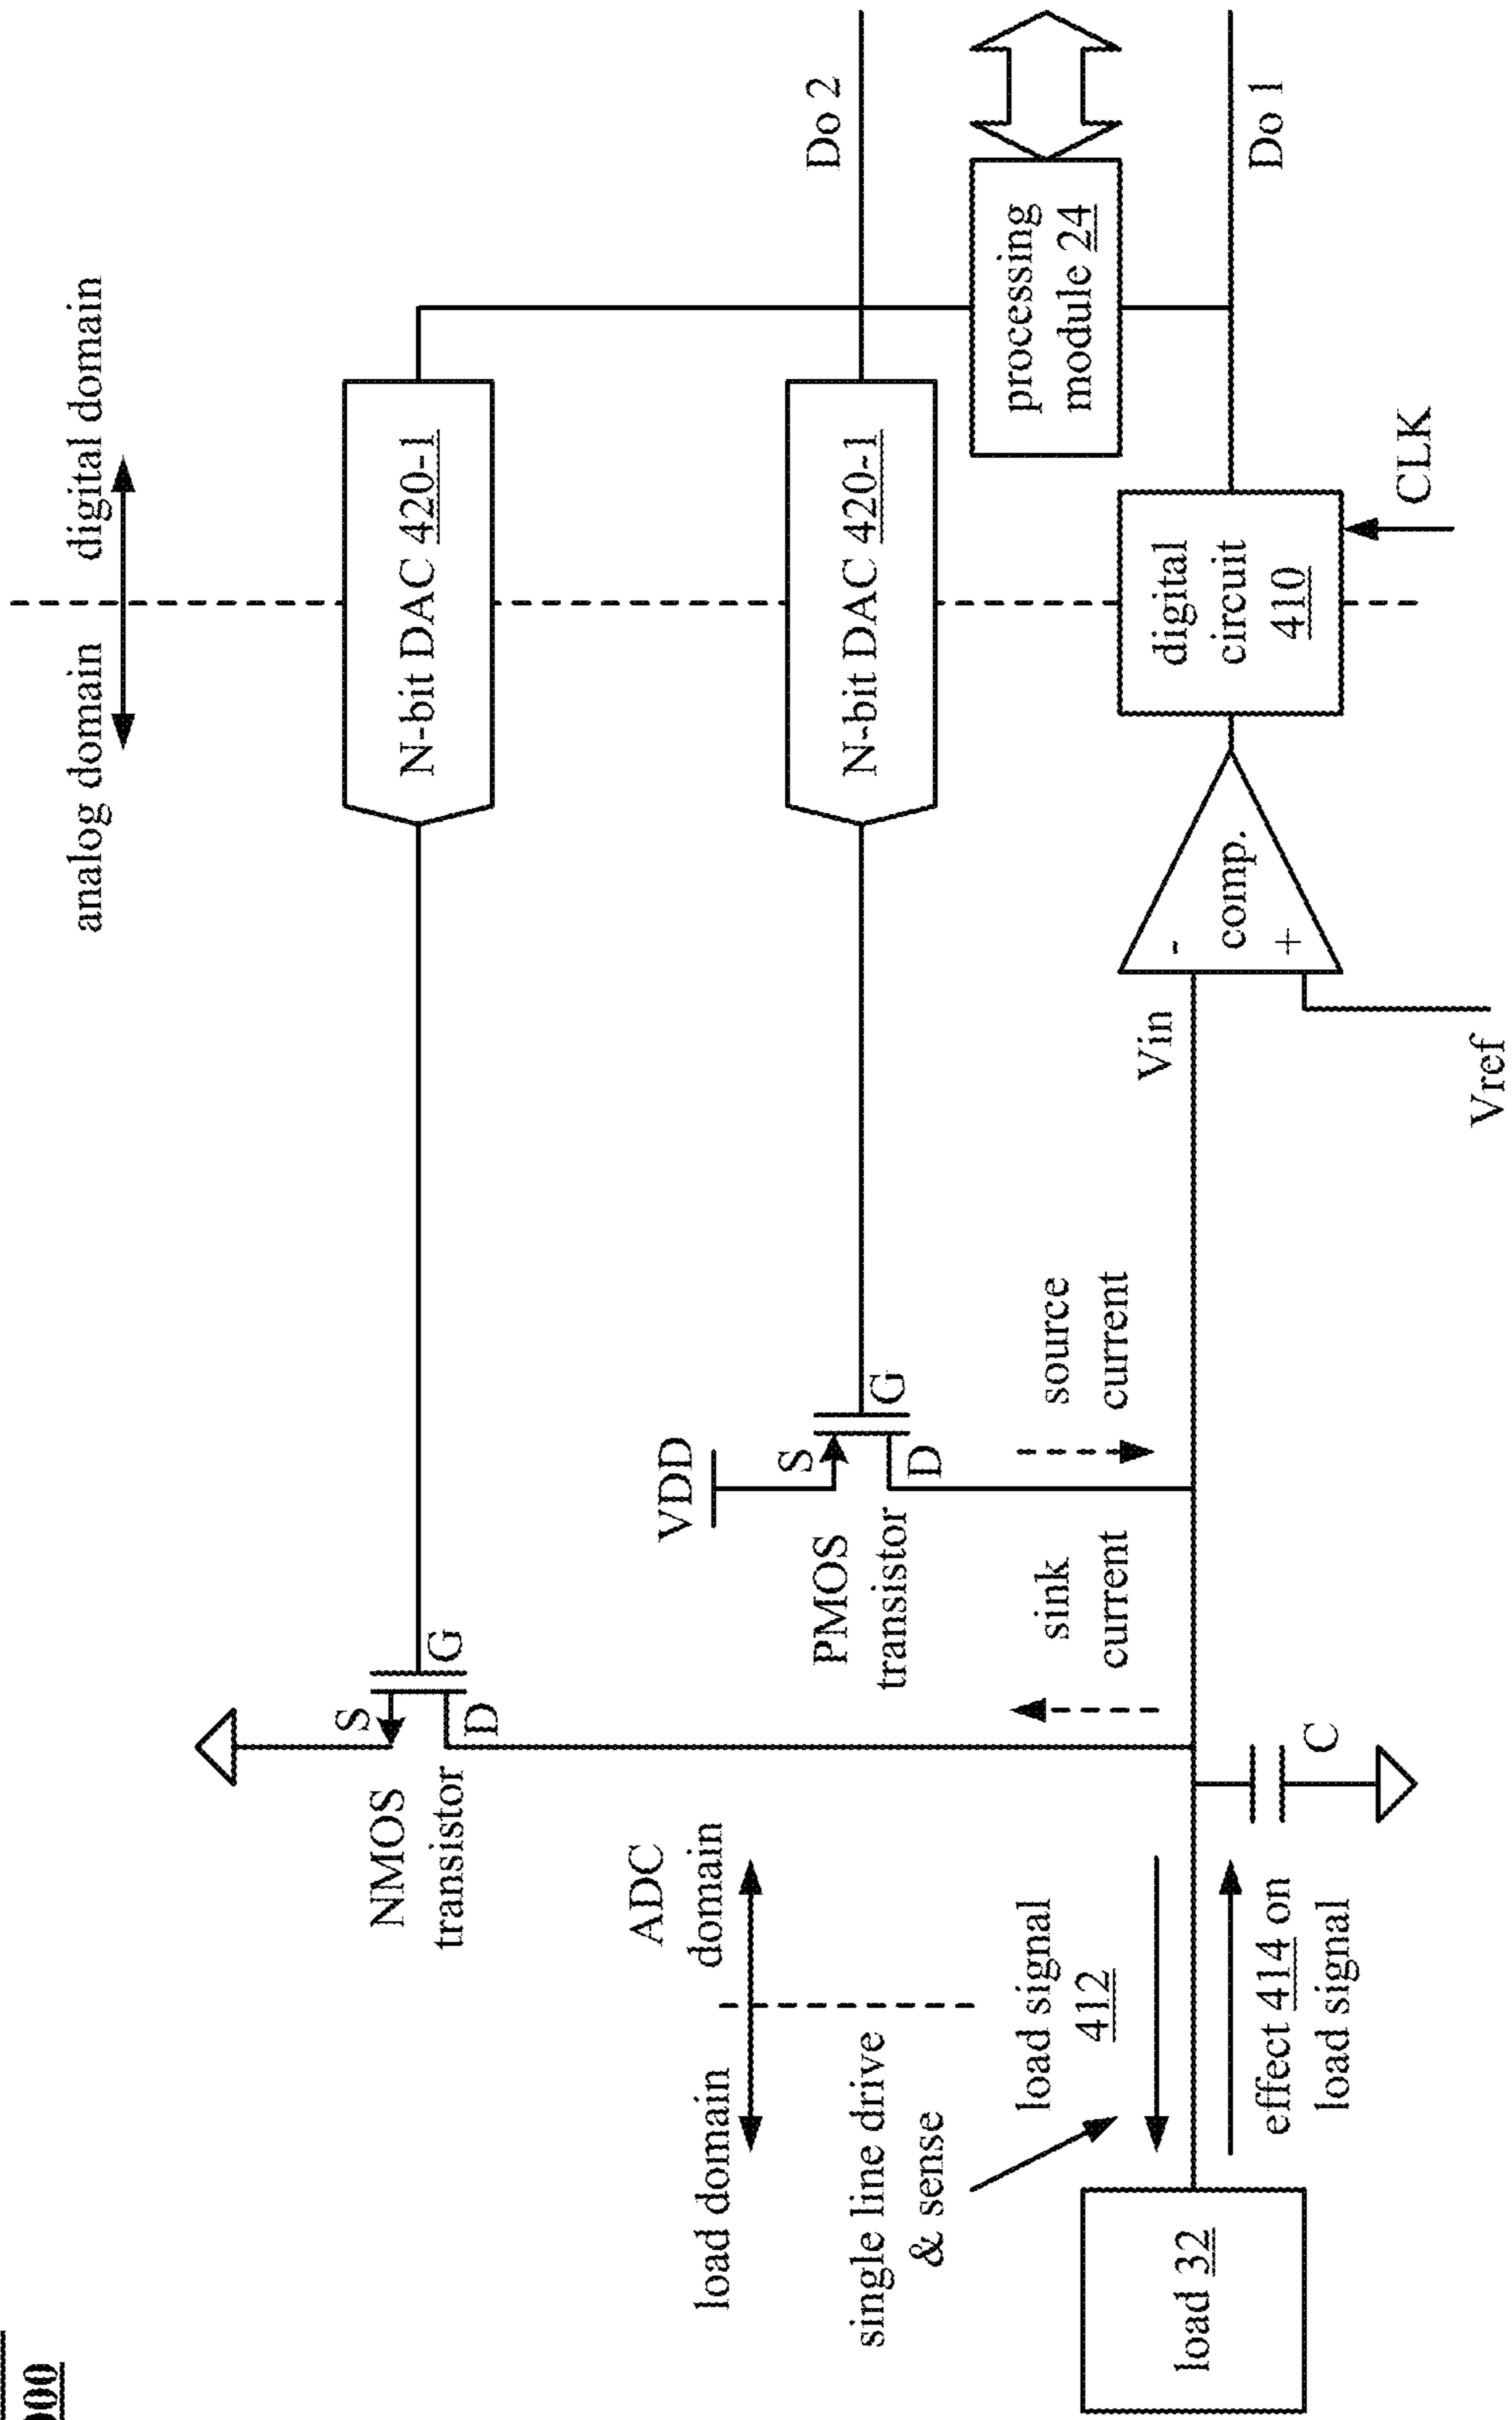 analog domain
digital domain
N-bit DAC 420-1
N-bit DAC 420-1
Do 2
processing
module 24
Do 1
digital
circuit
410
CLK
comp.
-
+
Vin
Vref
NMOS
transistor
S
G
D
VDD
PMOS
transistor
S
G
D
sink
current
source
current
load domain
ADC
domain
single line drive
& sense
load signal
412
effect 414 on
load signal
C
load 32